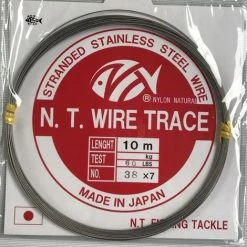 STRANDED STAINLESS STEEL WIRE
® NYLON NATURAL
N. T. WIRE TRACE
LENGHT 10 m
TEST kg
LBS
NO. 38 ×7
MADE IN JAPAN
N.T. FISHING TACKLE